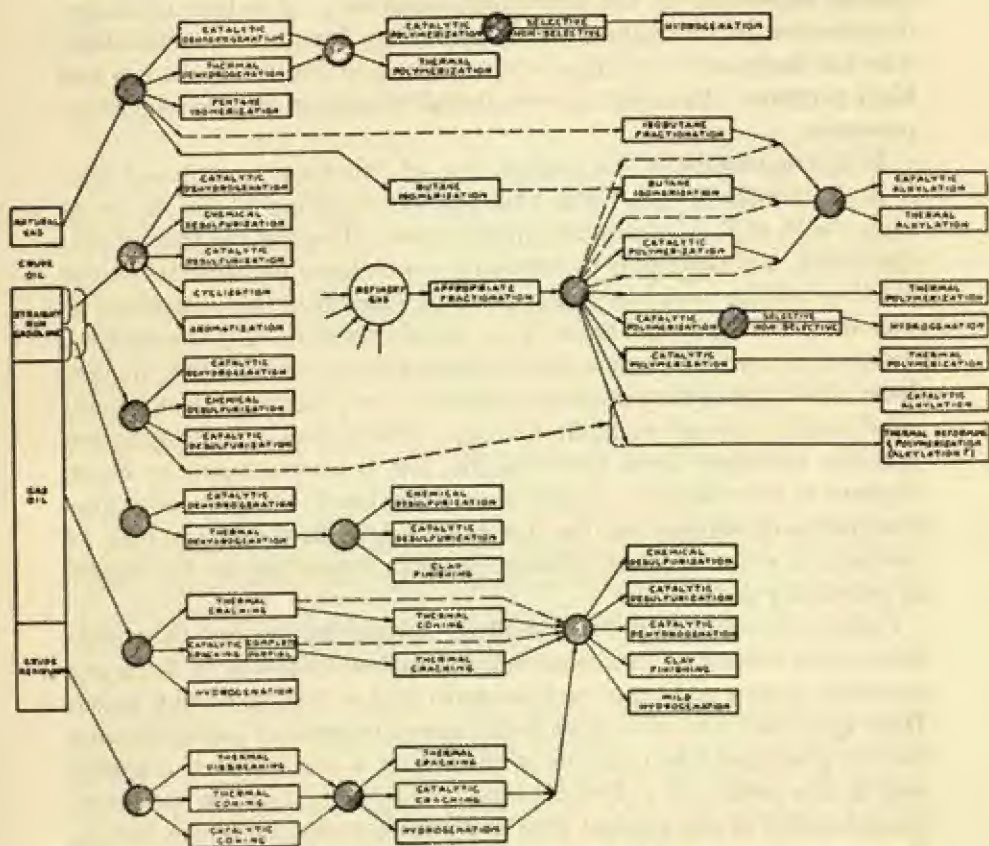 CATALYTIC
DEHYDROGENATION
THERMAL
DEHYDROGENATION
PENTANE
ISOMERIZATION
CATALYTIC
POLYMERIZATION
SELECTIVE
NON-SELECTIVE
HYDROGENATION
THERMAL
POLYMERIZATION
NATURAL
GAS
CRUDE
OIL
STRAIGHT
RUN
GASOLINE
GAS
OIL
CRUDE
RESIDUUM
CATALYTIC
DEHYDROGENATION
CHEMICAL
DESULFURIZATION
CATALYTIC
DESULFURIZATION
CYCLIZATION
AROMATIZATION
BUTANE
ISOMERIZATION
ISOBUTANE
FRACTIONATION
BUTANE
ISOMERIZATION
CATALYTIC
POLYMERIZATION
CATALYTIC
ALKYLATION
THERMAL
ALKYLATION
REFINERY
GAS
APPROPRIATE
FRACTIONATION
THERMAL
POLYMERIZATION
CATALYTIC
POLYMERIZATION
SELECTIVE
NON SELECTIVE
HYDROGENATION
CATALYTIC
POLYMERIZATION
THERMAL
POLYMERIZATION
CATALYTIC
ALKYLATION
THERMAL REFORMING
& POLYMERIZATION
(ALKYLATION ?)
CATALYTIC
DEHYDROGENATION
CHEMICAL
DESULFURIZATION
CATALYTIC
DESULFURIZATION
CATALYTIC
DEHYDROGENATION
THERMAL
DEHYDROGENATION
CHEMICAL
DESULFURIZATION
CATALYTIC
DESULFURIZATION
CLAY
FINISHING
THERMAL
CRACKING
CATALYTIC
CRACKING
COMPLETE
PARTIAL
HYDROGENATION
THERMAL
COKING
THERMAL
CRACKING
CHEMICAL
DESULFURIZATION
CATALYTIC
DESULFURIZATION
CATALYTIC
DEHYDROGENATION
CLAY
FINISHING
MILD
HYDROGENATION
THERMAL
VISBREAKING
THERMAL
COKING
CATALYTIC
COKING
THERMAL
CRACKING
CATALYTIC
CRACKING
HYDROGENATION